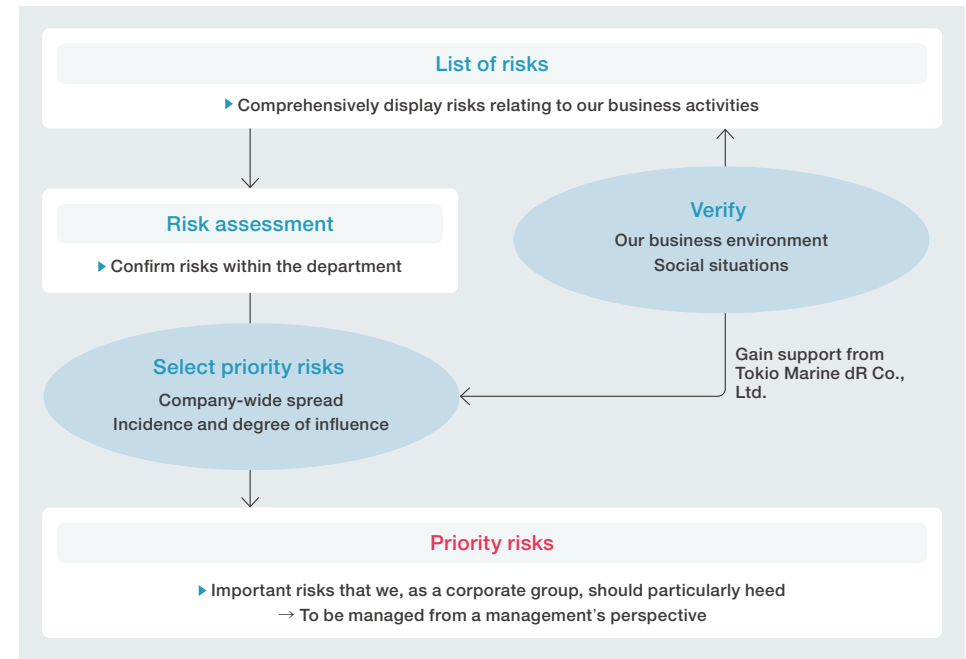 List of risks
Comprehensively display risks relating to our business activities
Risk assessment
Confirm risks within the department
Verify
Our business environment
Social situations
Select priority risks
Company-wide spread
Incidence and degree of influence
Gain support from
Tokio Marine dR Co.,
Ltd.
Priority risks
Important risks that we, as a corporate group, should particularly heed
→ To be managed from a management's perspective